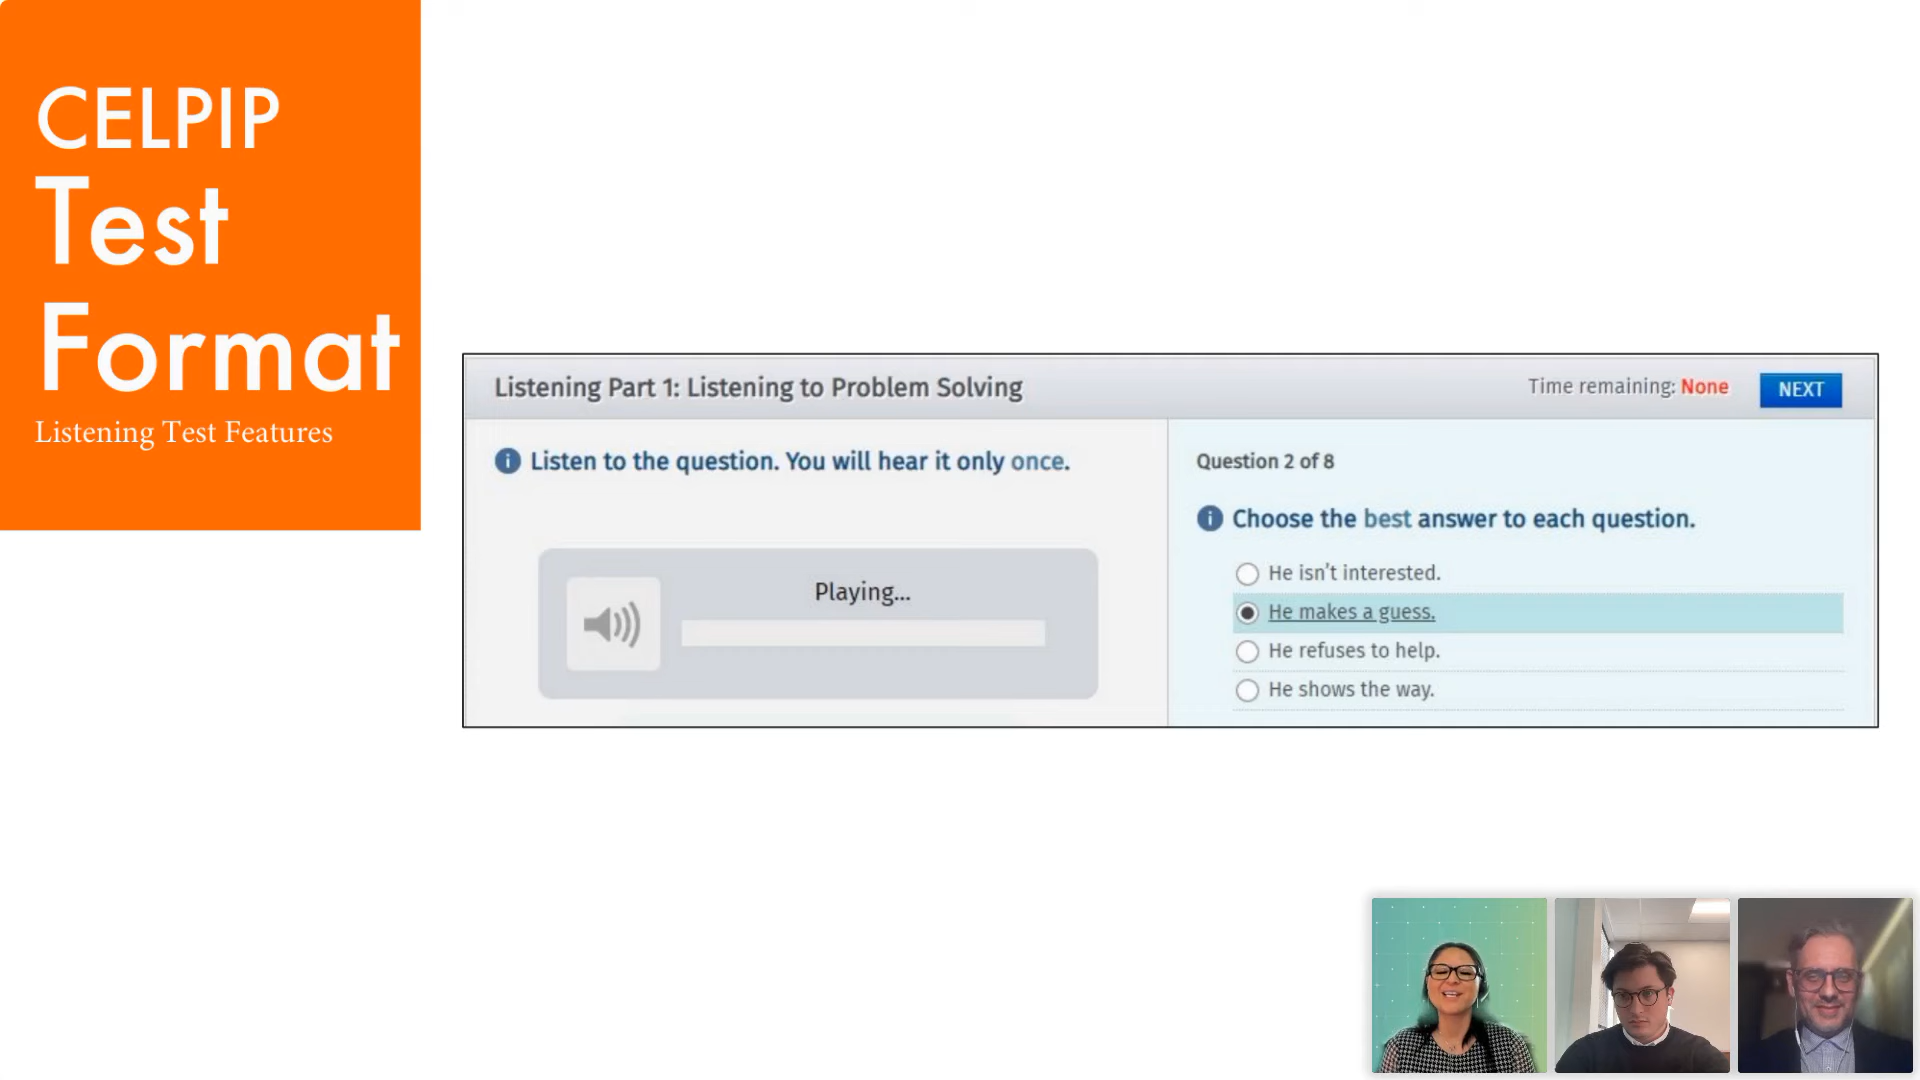 CELPIP
Test
Format
Listening Test Features
Listening Part 1: Listening to Problem Solving
Time remaining: None
NEXT
Listen to the question. You will hear it only once.
Playing...
Question 2 of 8
Choose the best answer to each question.
He isn't interested.
He makes a guess.
He refuses to help.
He shows the way.